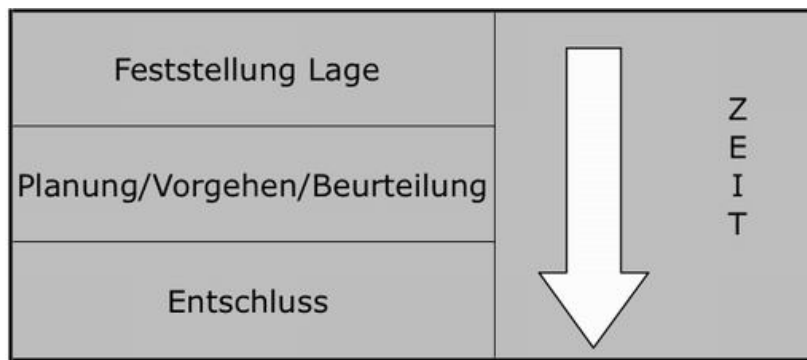 Feststellung Lage
Planung/Vorgehen/Beurteilung
Entschluss
Z
E
I
T